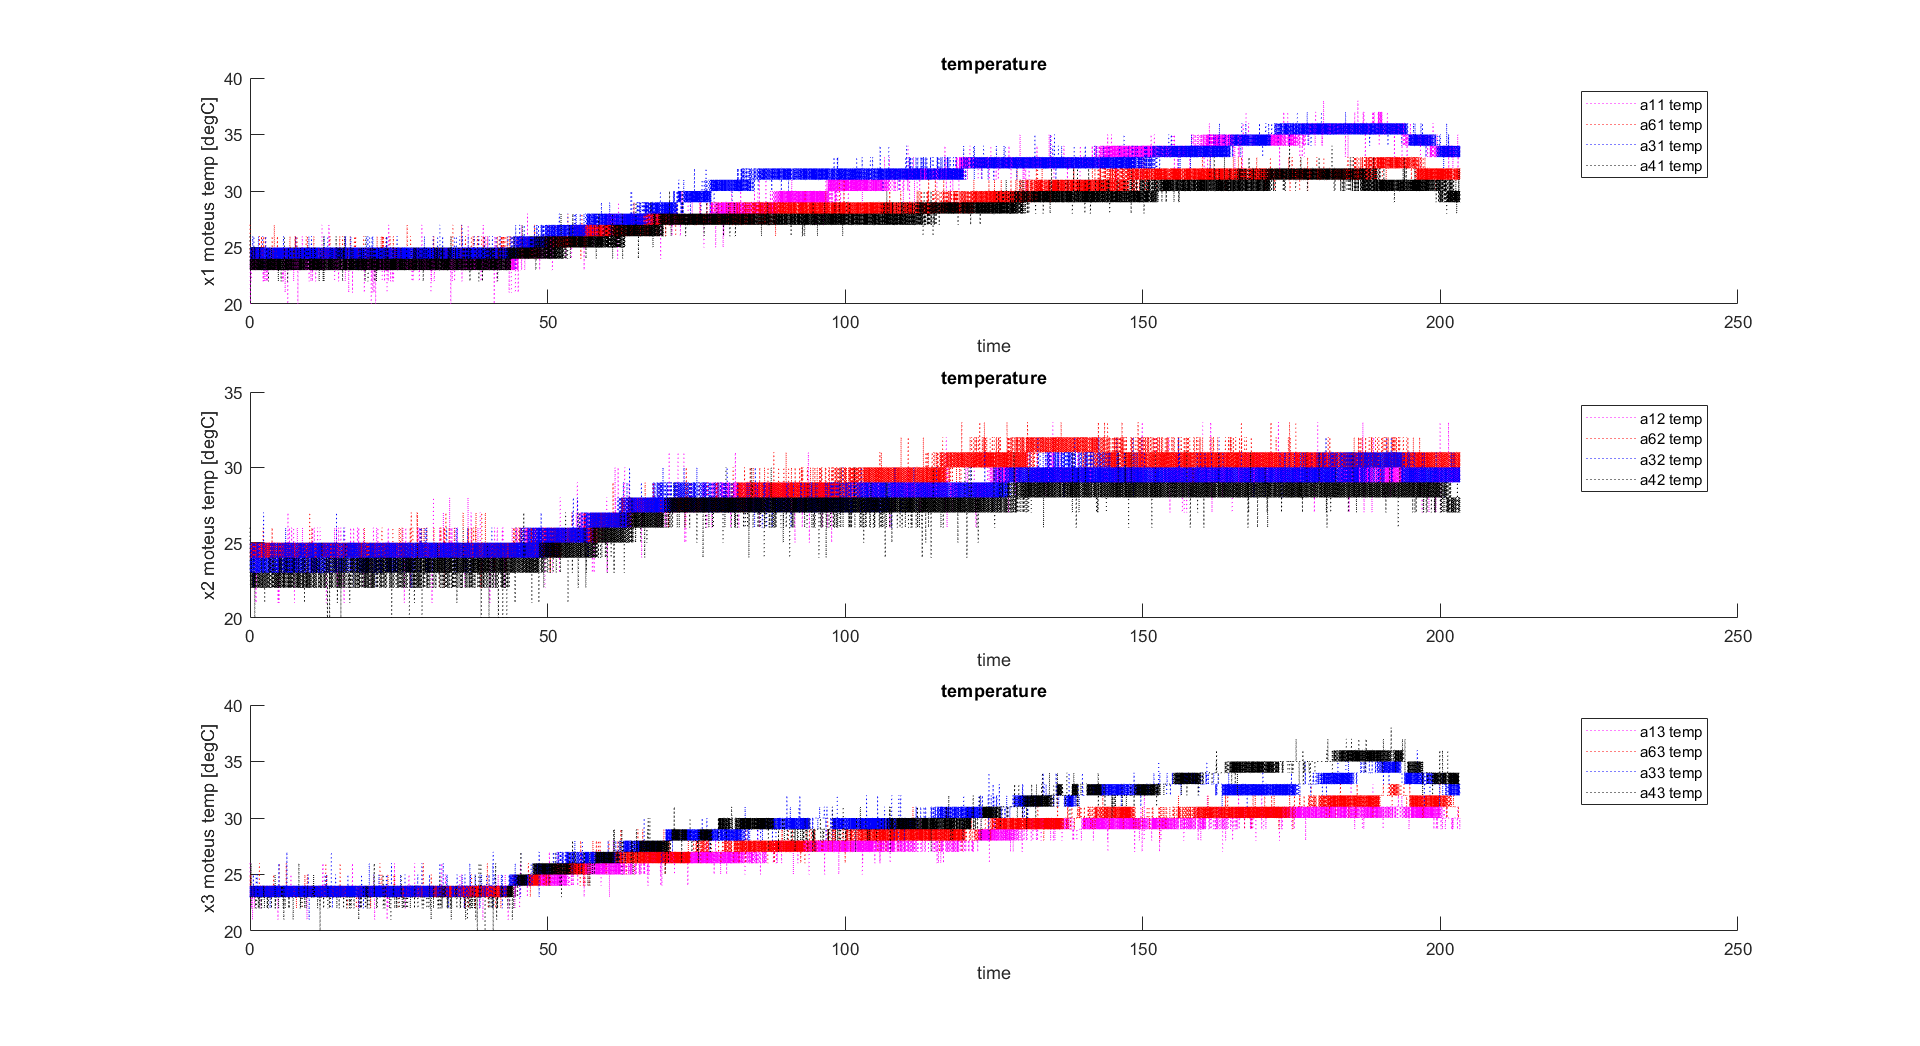 temperature
x1 moteus temp [degC]
40
35
30
25
20
0
50
100
150
200
250
time
a11 temp
a61 temp
a31 temp
a41 temp
temperature
x2 moteus temp [degC]
35
30
25
20
0
50
100
150
200
250
time
a12 temp
a62 temp
a32 temp
a42 temp
temperature
x3 moteus temp [degC]
40
35
30
25
20
0
50
100
150
200
250
time
a13 temp
a63 temp
a33 temp
a43 temp